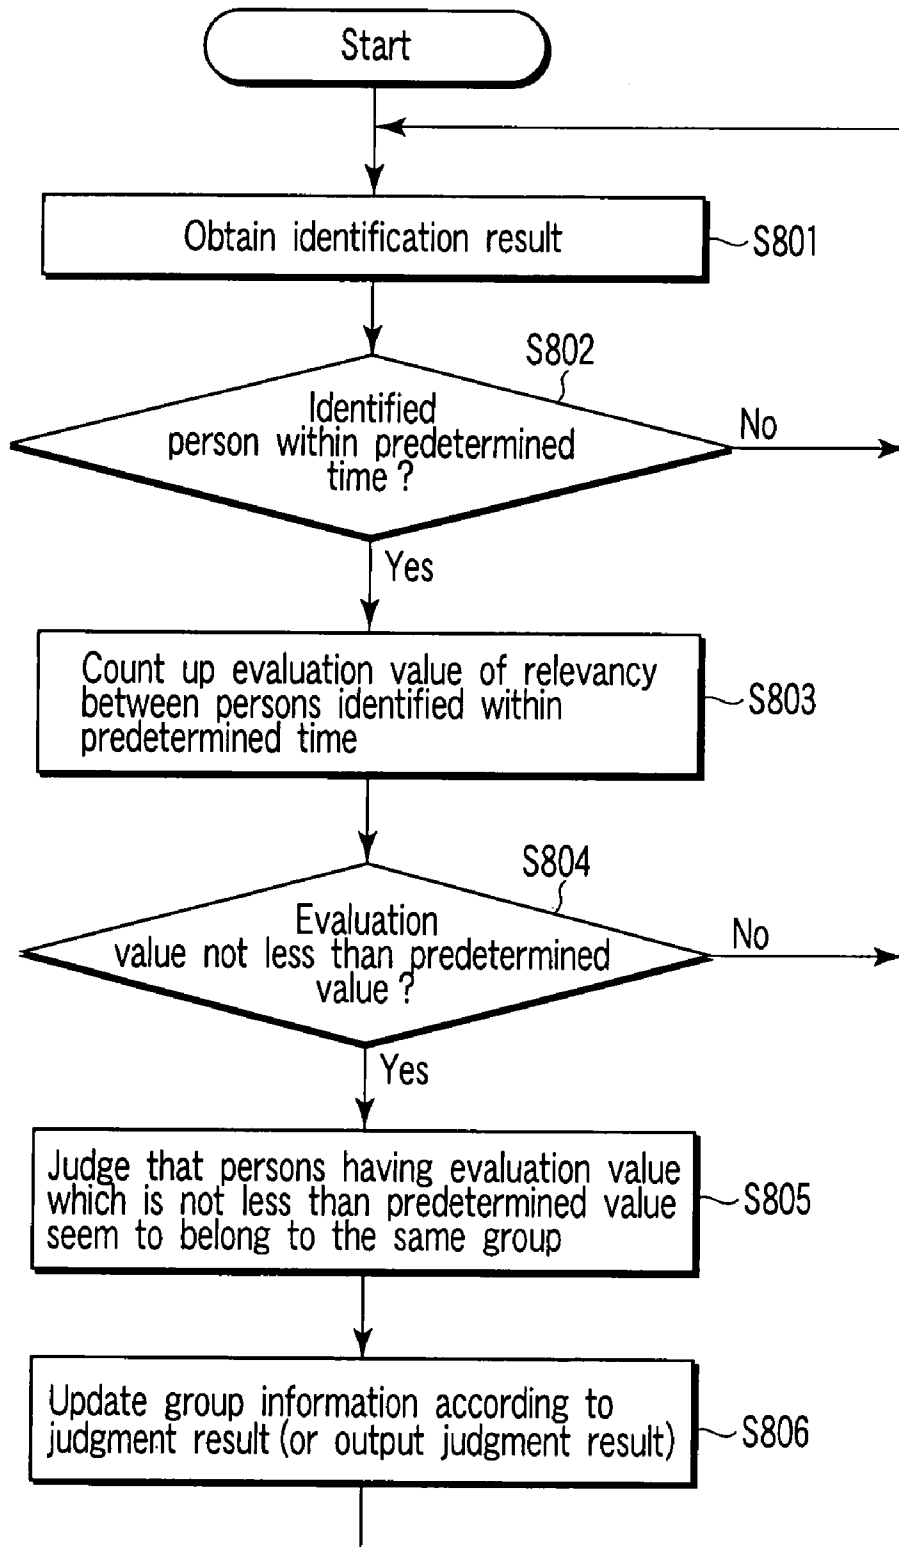 Start
Obtain identification result
S801
S802
Identified
person within predetermined
time ?
No
Yes
Count up evaluation value of relevancy
between persons identified within
predetermined time
S803
S804
Evaluation
value not less than predetermined
value ?
No
Yes
Judge that persons having evaluation value
which is not less than predetermined value
seem to belong to the same group
S805
Update group information according to
judgment result (or output judgment result)
S806